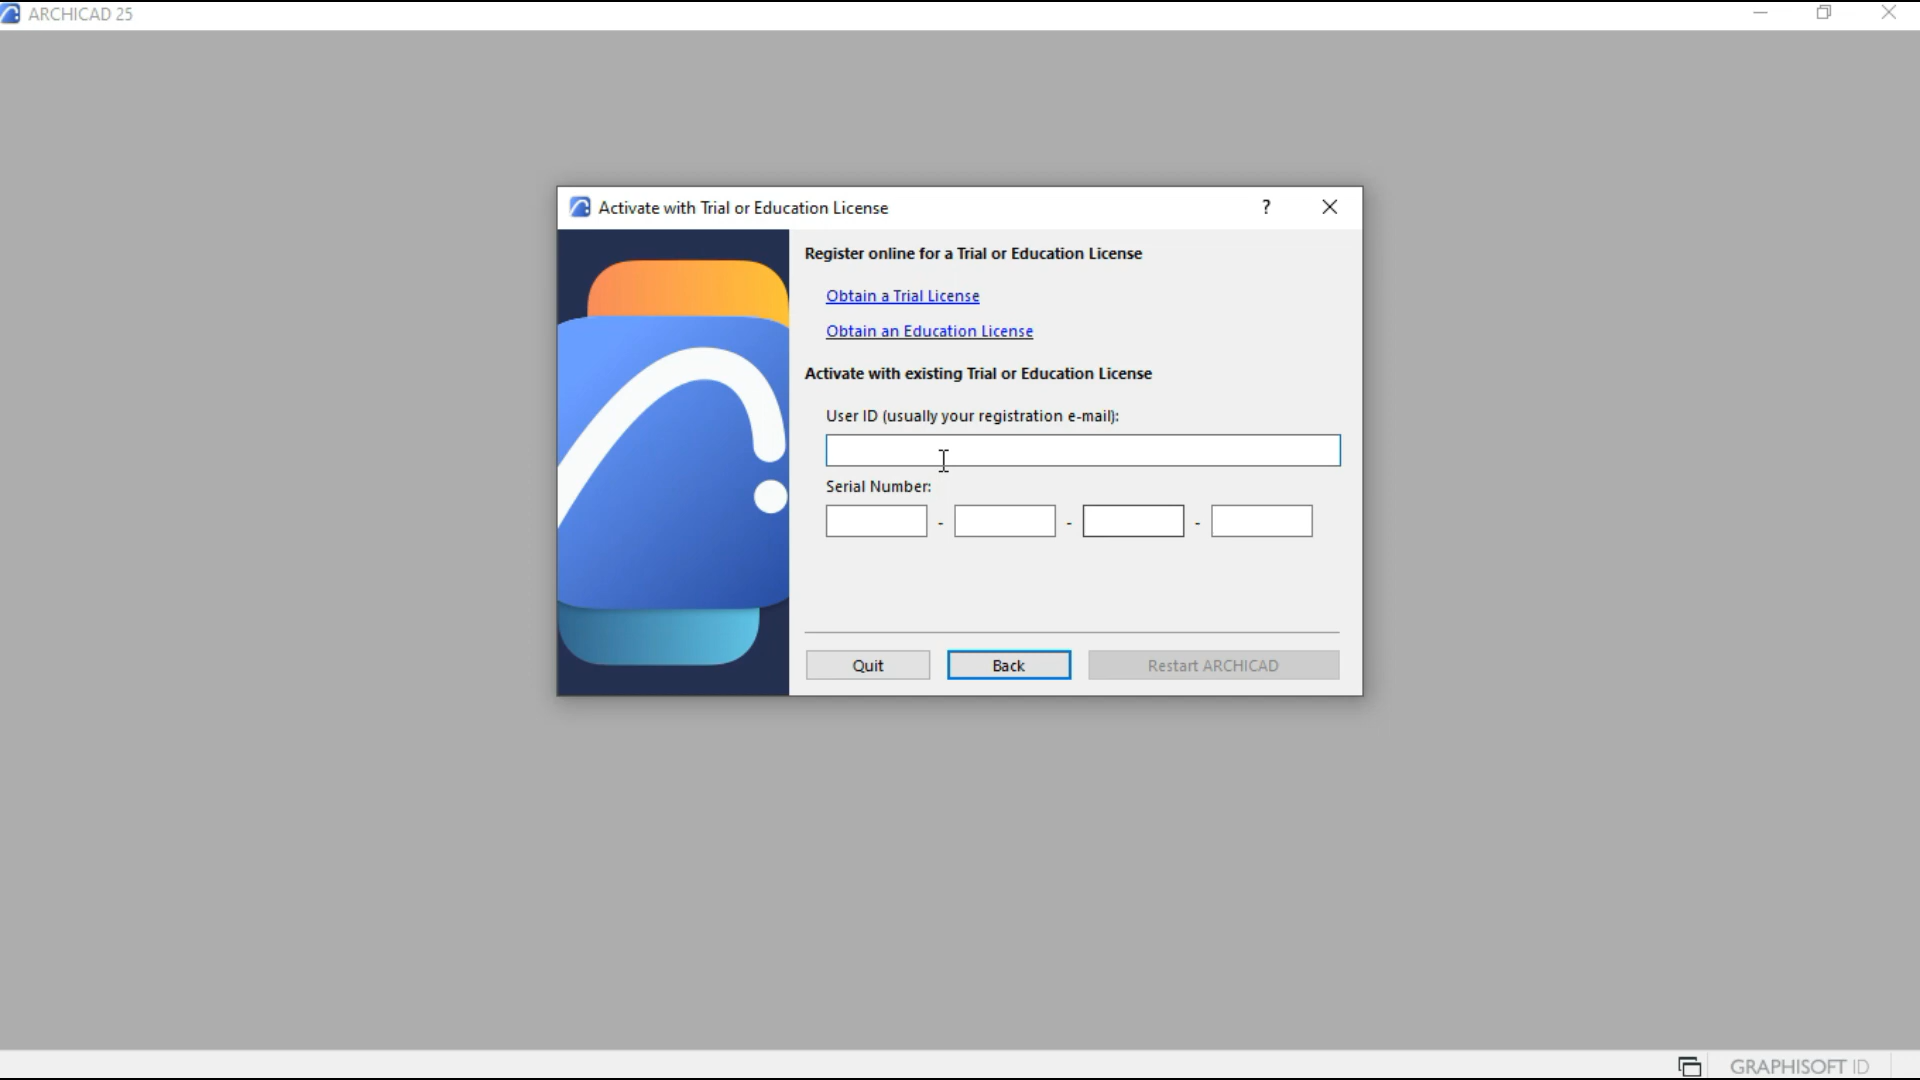 ARCHICAD 25
Activate with Trial or Education License
?
Register online for a Trial or Education License
Obtain a Trial License
Obtain an Education License
Activate with existing Trial or Education License
User ID (usually your registration e-mail):
Serial Number:
- - -
Quit Back Restart ARCHICAD
GRAPHISOFT ID